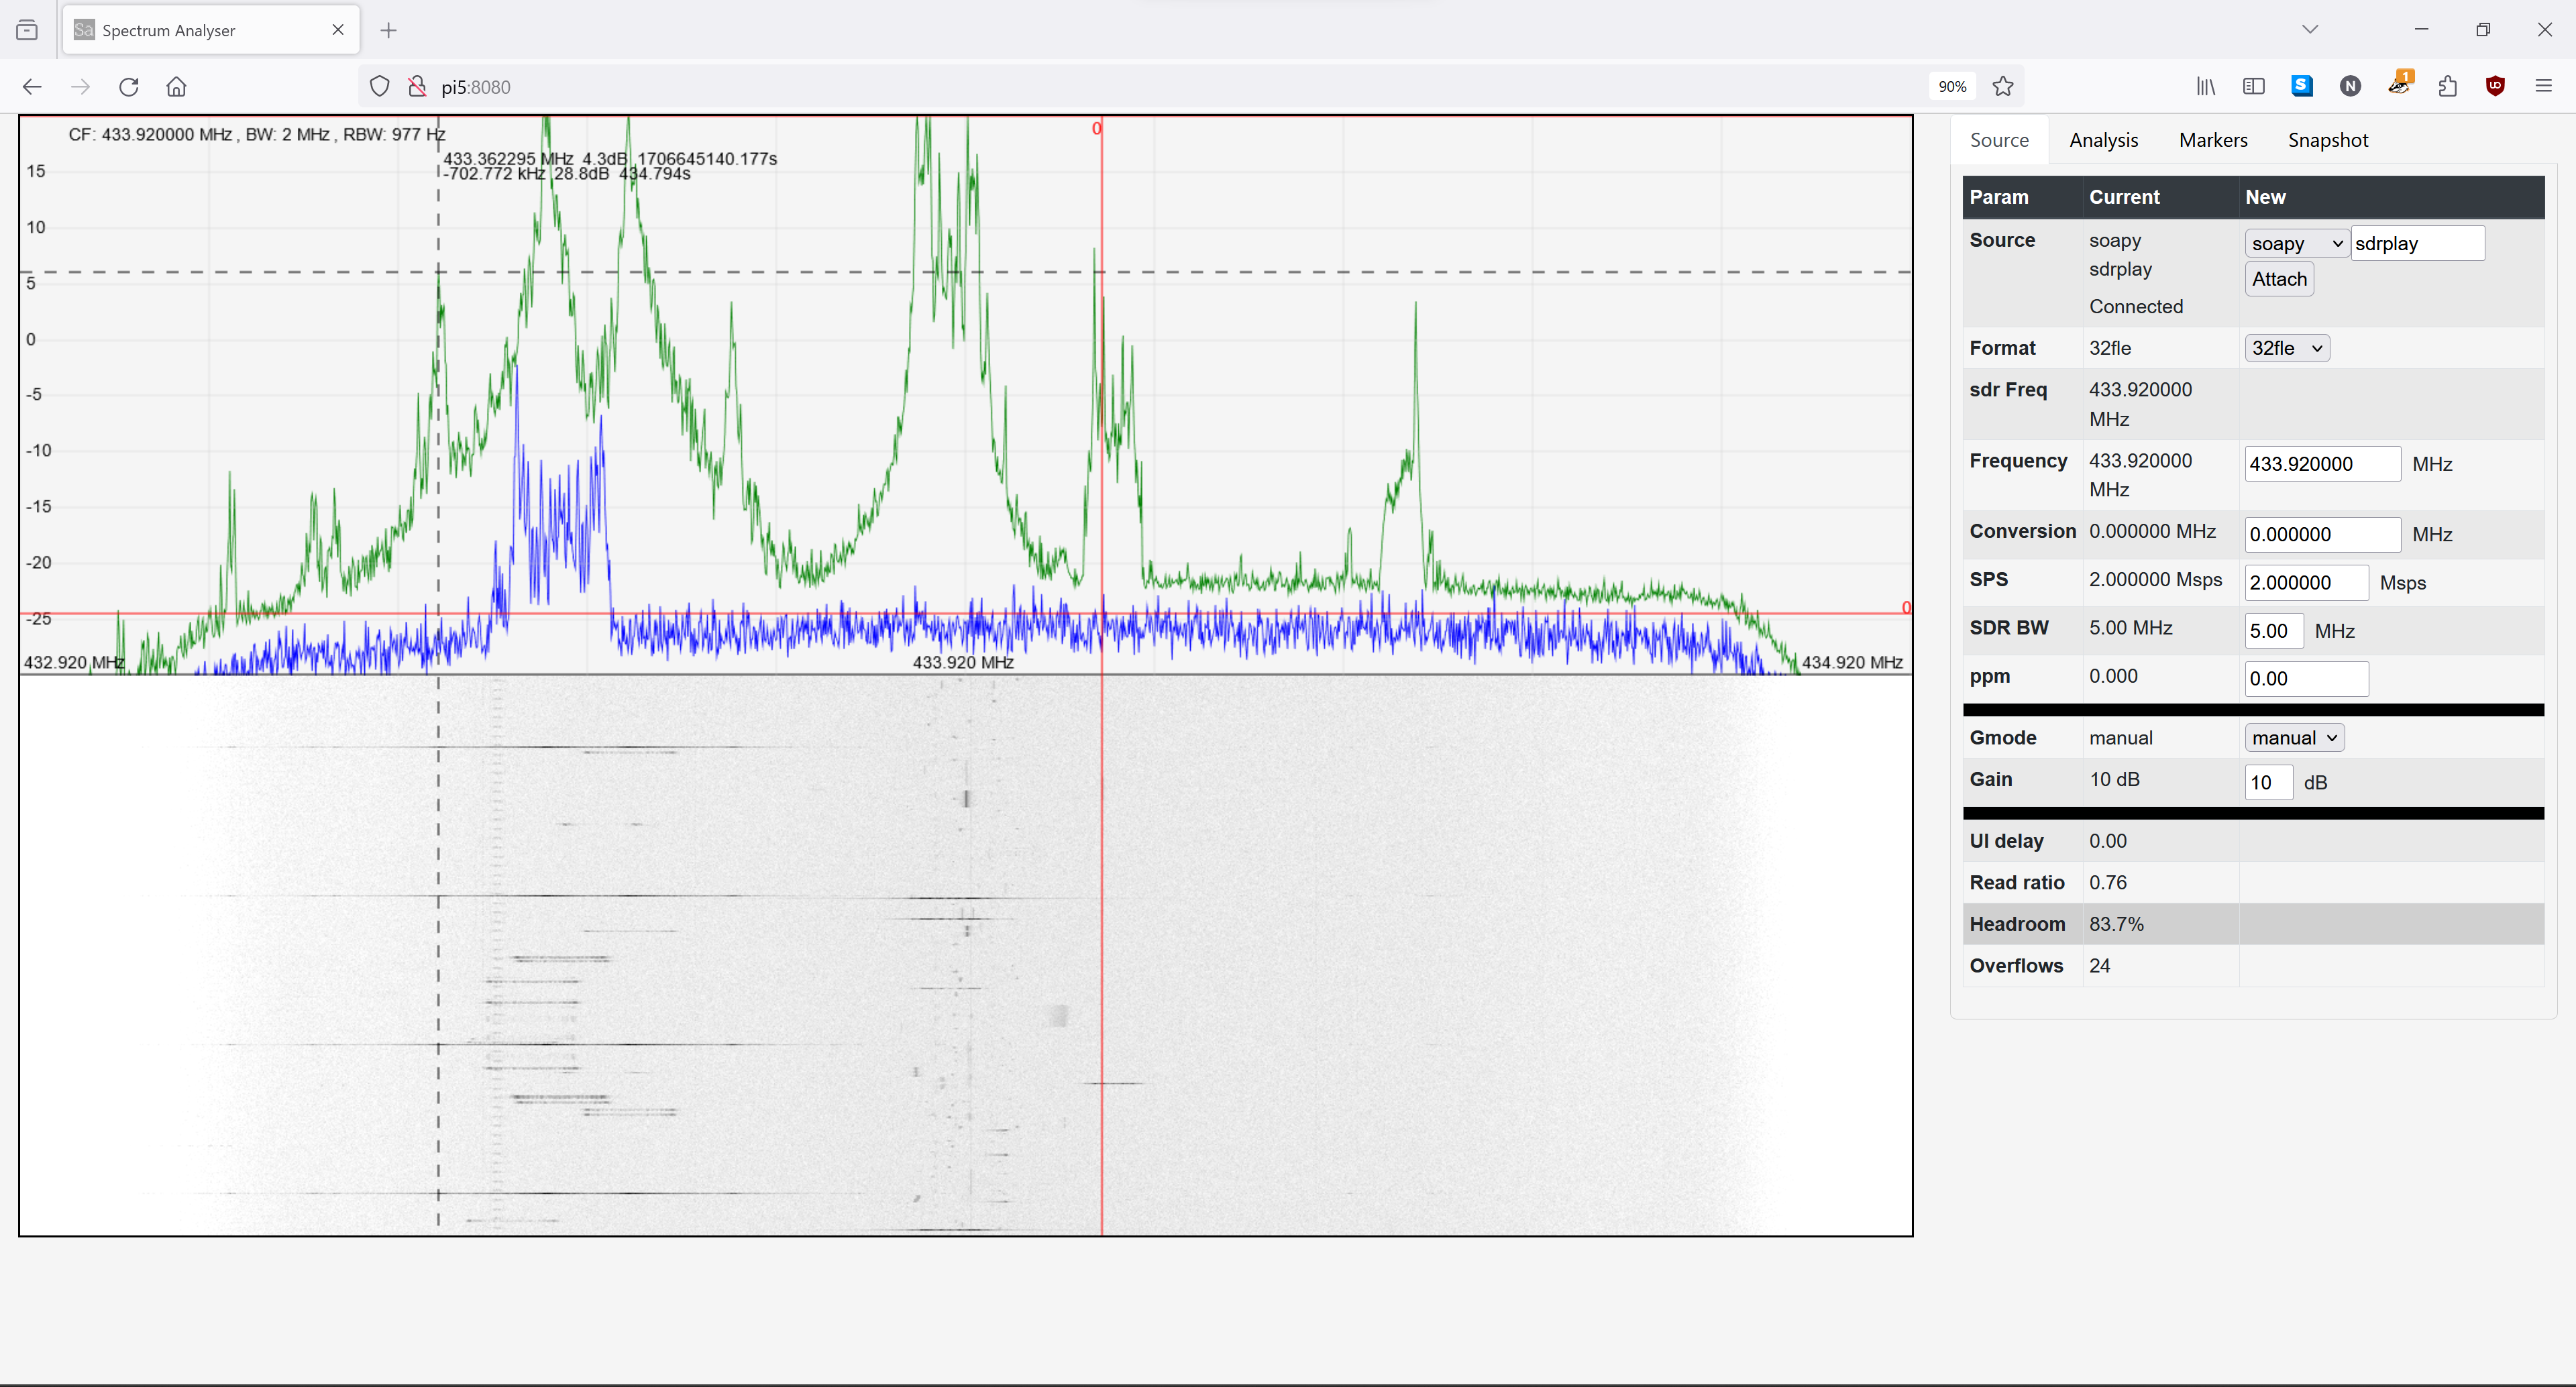 Sa Spectrum Analyser
pi5:8080
90%
1
CF: 433.920000 MHz , BW: 2 MHz , RBW: 977 Hz
433.362295 MHz 4.3dB 1706645140.177s
-702.772 kHz 28.8dB 434.794s
0
15
10
5
0
-5
-10
-15
-20
-25
0
432.920 MHz
433.920 MHz
434.920 MHz
Source Analysis Markers Snapshot
Param Current New
Source soapy soapy sdrplay
sdrplay Attach
Connected
Format 32fle 32fle
sdr Freq 433.920000
MHz
Frequency 433.920000 433.920000 MHz
MHz
Conversion 0.000000 MHz 0.000000 MHz
SPS 2.000000 Msps 2.000000 Msps
SDR BW 5.00 MHz 5.00 MHz
ppm 0.000 0.00
Gmode manual manual
Gain 10 dB 10 dB
UI delay 0.00
Read ratio 0.76
Headroom 83.7%
Overflows 24